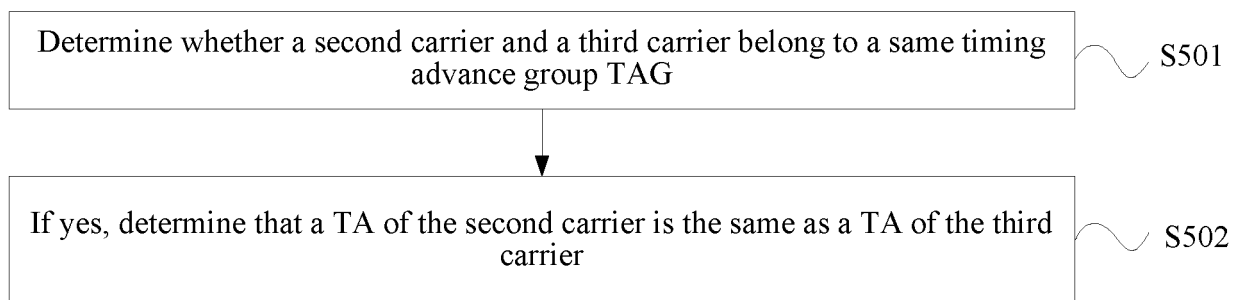 Determine whether a second carrier and a third carrier belong to a same timing
advance group TAG
S501
If yes, determine that a TA of the second carrier is the same as a TA of the third
carrier
S502